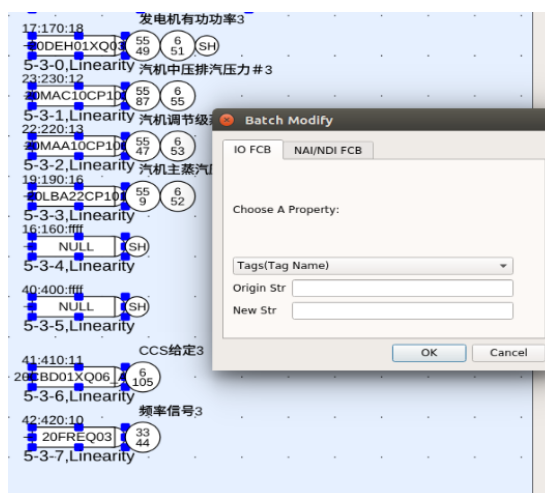 发电机有功功率3
17:170:18
20DEH01XQ03
55
49
6
51
SH
5-3-0,Linearity
汽机中压排汽压力#3
23:230:12
20MAC10CP10
55
87
6
55
5-3-1,Linearity
汽机调节级
22:220:13
20MAA10CP10
55
47
6
53
5-3-2,Linearity
汽机主蒸汽
19:190:16
20LBA22CP10
55
9
6
52
5-3-3,Linearity
16:160:ffff
NULL
SH
5-3-4,Linearity
40:400:ffff
NULL
SH
5-3-5,Linearity
CCS给定3
41:410:11
CBD01XQ06_A
6
105
5-3-6,Linearity
频率信号3
42:420:10
20FREQ03
33
44
5-3-7,Linearity
Batch Modify
IO FCB
NAI/NDI FCB
Choose A Property:
Tags(Tag Name)
Origin Str
New Str
OK
Cancel